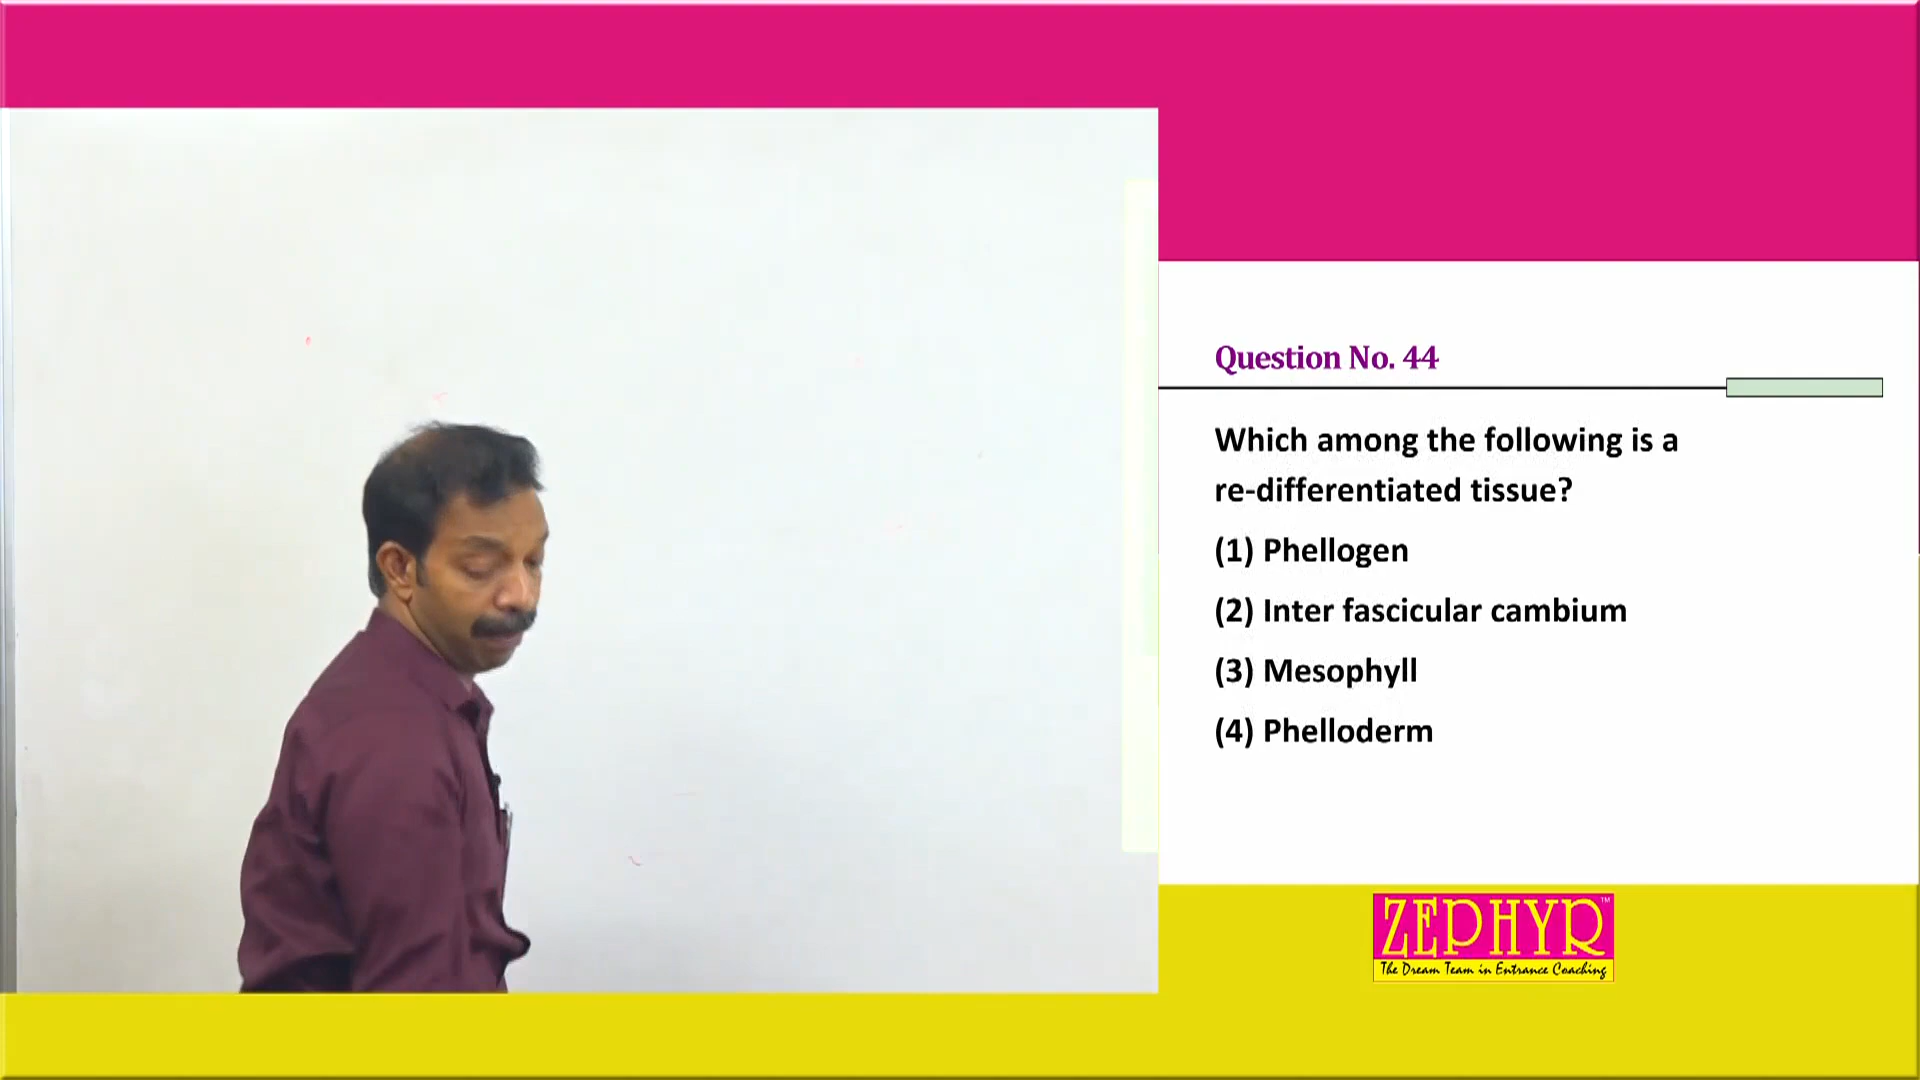 Question No. 44
Which among the following is a
re-differentiated tissue?
(1) Phellogen
(2) Inter fascicular cambium
(3) Mesophyll
(4) Phelloderm
ZEPHYR™
The Dream Team in Entrance Coaching